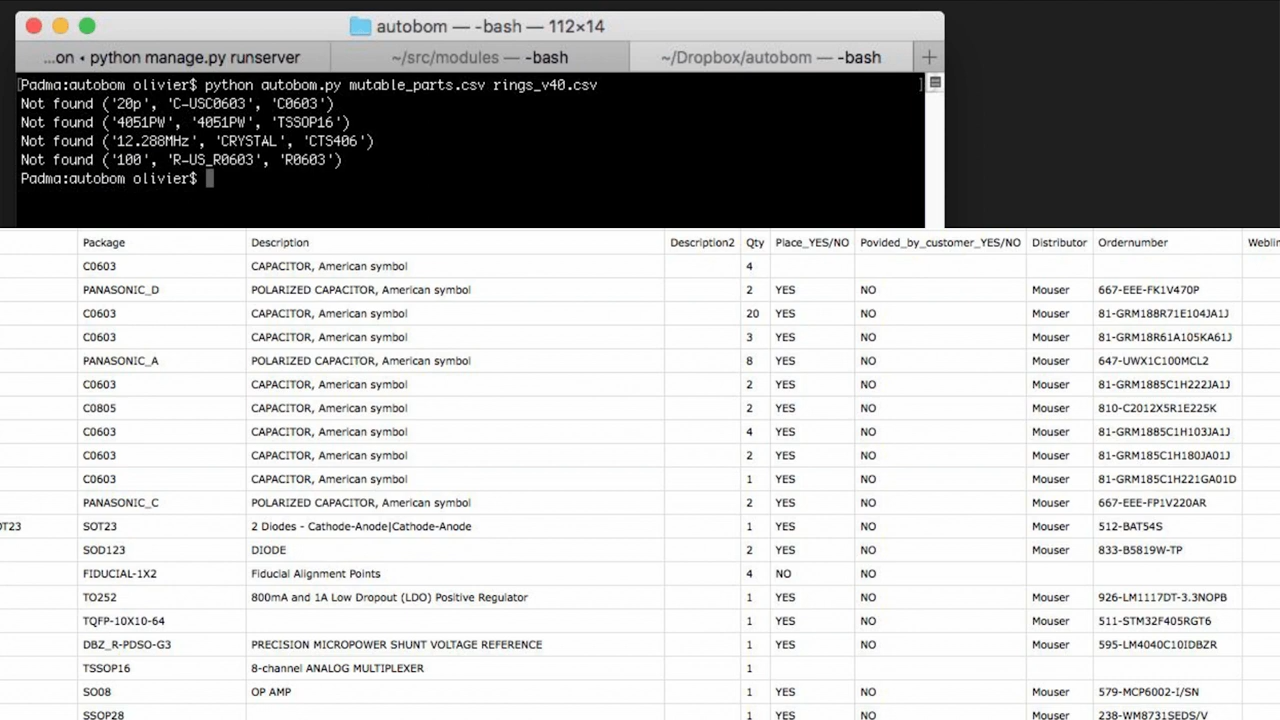 autobom — -bash — 112×14
...on • python manage.py runserver ~/src/modules — -bash ~/Dropbox/autobom — -bash +
[Padma:autobom olivier$ python autobom.py mutable_parts.csv rings_v40.csv ]
Not found ('20p', 'C-USC0603', 'C0603')
Not found ('4051PW', '4051PW', 'TSSOP16')
Not found ('12.288MHz', 'CRYSTAL', 'CTS406')
Not found ('100', 'R-US_R0603', 'R0603')
Padma:autobom olivier$
Package Description Description2 Qty Place_YES/NO Povided_by_customer_YES/NO Distributor Ordernumber Weblin
C0603 CAPACITOR, American symbol 4
PANASONIC_D POLARIZED CAPACITOR, American symbol 2 YES NO Mouser 667-EEE-FK1V470P
C0603 CAPACITOR, American symbol 20 YES NO Mouser 81-GRM188R71E104JA1J
C0603 CAPACITOR, American symbol 3 YES NO Mouser 81-GRM18R61A105KA61J
PANASONIC_A POLARIZED CAPACITOR, American symbol 8 YES NO Mouser 647-UWX1C100MCL2
C0603 CAPACITOR, American symbol 2 YES NO Mouser 81-GRM1885C1H222JA1J
C0805 CAPACITOR, American symbol 2 YES NO Mouser 810-C2012X5R1E225K
C0603 CAPACITOR, American symbol 4 YES NO Mouser 81-GRM1885C1H103JA1J
C0603 CAPACITOR, American symbol 2 YES NO Mouser 81-GRM185C1H180JA01J
C0603 CAPACITOR, American symbol 1 YES NO Mouser 81-GRM185C1H221GA01D
PANASONIC_C POLARIZED CAPACITOR, American symbol 2 YES NO Mouser 667-EEE-FP1V220AR
OT23 SOT23 2 Diodes - Cathode-Anode|Cathode-Anode 1 YES NO Mouser 512-BAT54S
SOD123 DIODE 2 YES NO Mouser 833-B5819W-TP
FIDUCIAL-1X2 Fiducial Alignment Points 4 NO NO
TO252 800mA and 1A Low Dropout (LDO) Positive Regulator 1 YES NO Mouser 926-LM1117DT-3.3NOPB
TQFP-10X10-64 1 YES NO Mouser 511-STM32F405RGT6
DBZ_R-PDSO-G3 PRECISION MICROPOWER SHUNT VOLTAGE REFERENCE 1 YES NO Mouser 595-LM4040C10IDBZR
TSSOP16 8-channel ANALOG MULTIPLEXER 1
SO08 OP AMP 1 YES NO Mouser 579-MCP6002-I/SN
SSOP28 1 YES NO Mouser 238-WM8731SEDS/V